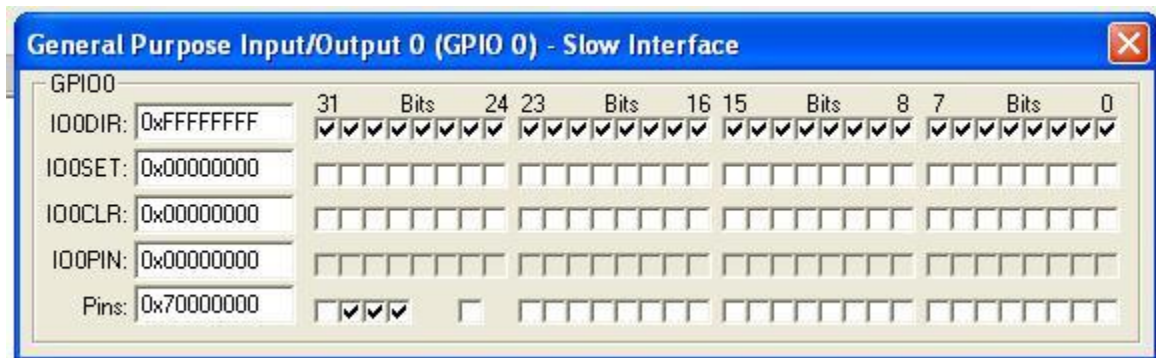 General Purpose Input/Output 0 (GPIO 0) - Slow Interface
GPIO0
31 Bits 24 23 Bits 16 15 Bits 8 7 Bits 0
IO0DIR: 0xFFFFFFFF
IO0SET: 0x00000000
IO0CLR: 0x00000000
IO0PIN: 0x00000000
Pins: 0x70000000